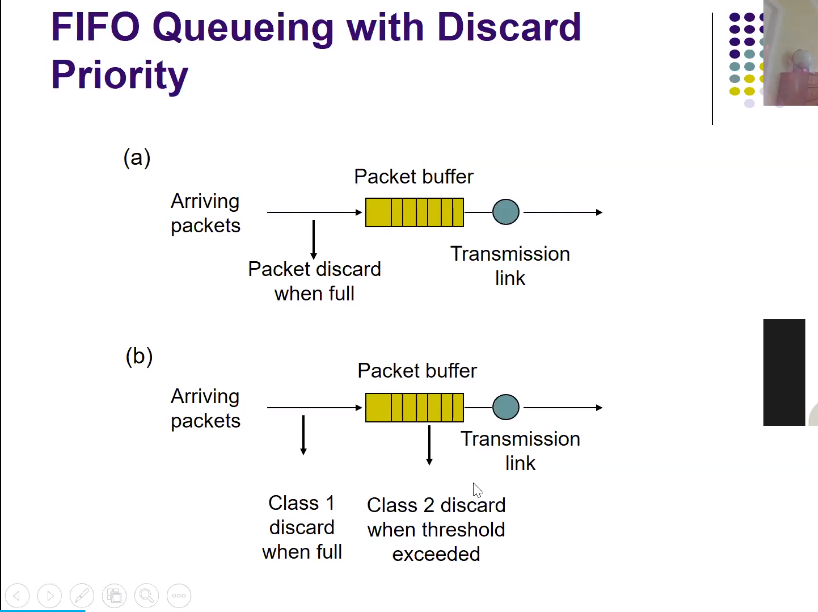 FIFO Queueing with Discard
Priority
(a)
Packet buffer
Arriving
packets
Packet discard
when full
Transmission
link
(b)
Packet buffer
Arriving
packets
Transmission
link
Class 1
discard
when full
Class 2 discard
when threshold
exceeded